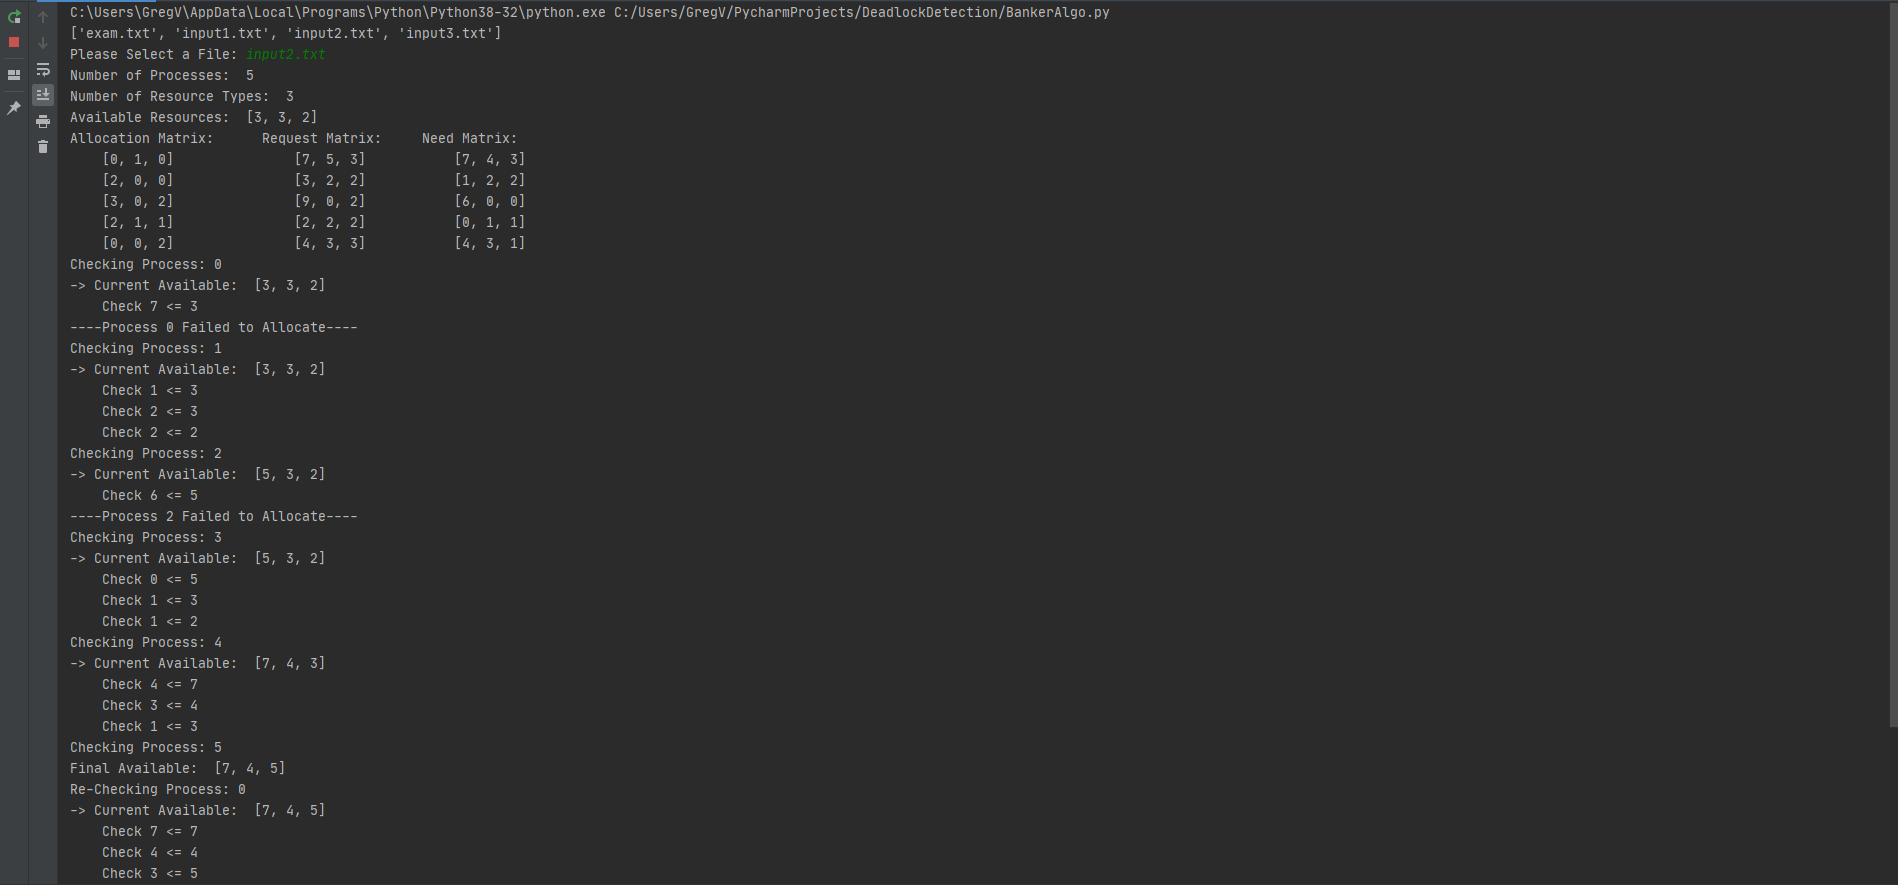 C:\Users\GregV\AppData\Local\Programs\Python\Python38-32\python.exe C:/Users/GregV/PycharmProjects/DeadlockDetection/BankerAlgo.py
['exam.txt', 'input1.txt', 'input2.txt', 'input3.txt']
Please Select a File: input2.txt
Number of Processes:  5
Number of Resource Types:  3
Available Resources:  [3, 3, 2]
Allocation Matrix:      Request Matrix:     Need Matrix:
    [0, 1, 0]               [7, 5, 3]           [7, 4, 3]
    [2, 0, 0]               [3, 2, 2]           [1, 2, 2]
    [3, 0, 2]               [9, 0, 2]           [6, 0, 0]
    [2, 1, 1]               [2, 2, 2]           [0, 1, 1]
    [0, 0, 2]               [4, 3, 3]           [4, 3, 1]
Checking Process: 0
-> Current Available:  [3, 3, 2]
    Check 7 <= 3
----Process 0 Failed to Allocate----
Checking Process: 1
-> Current Available:  [3, 3, 2]
    Check 1 <= 3
    Check 2 <= 3
    Check 2 <= 2
Checking Process: 2
-> Current Available:  [5, 3, 2]
    Check 6 <= 5
----Process 2 Failed to Allocate----
Checking Process: 3
-> Current Available:  [5, 3, 2]
    Check 0 <= 5
    Check 1 <= 3
    Check 1 <= 2
Checking Process: 4
-> Current Available:  [7, 4, 3]
    Check 4 <= 7
    Check 3 <= 4
    Check 1 <= 3
Checking Process: 5
Final Available:  [7, 4, 5]
Re-Checking Process: 0
-> Current Available:  [7, 4, 5]
    Check 7 <= 7
    Check 4 <= 4
    Check 3 <= 5